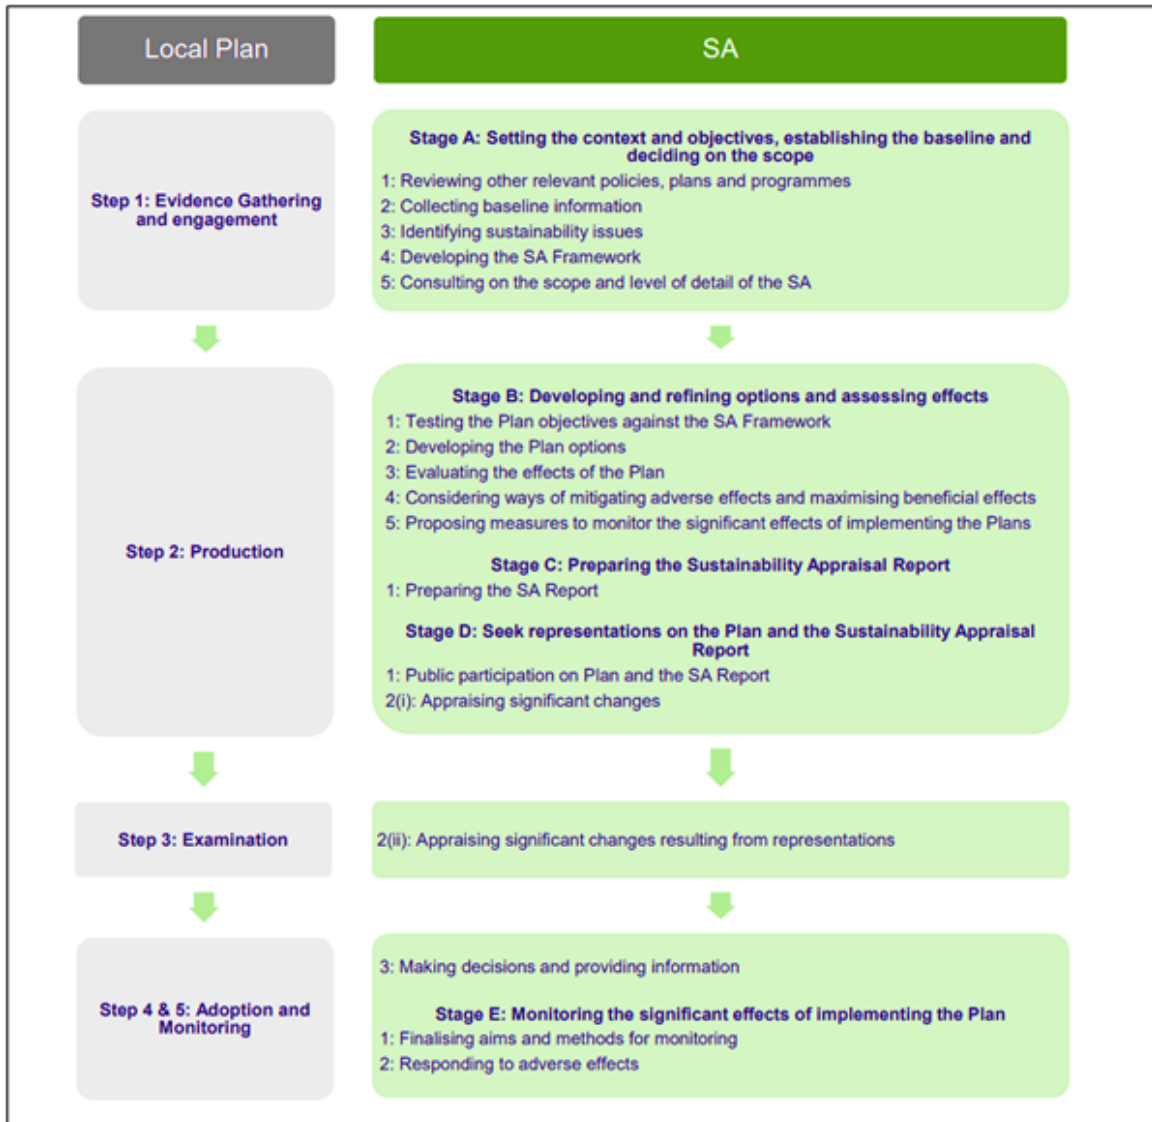 Local Plan
SA
Step 1: Evidence Gathering
and engagement
Stage A: Setting the context and objectives, establishing the baseline and
deciding on the scope
1: Reviewing other relevant policies, plans and programmes
2: Collecting baseline information
3: Identifying sustainability issues
4: Developing the SA Framework
5: Consulting on the scope and level of detail of the SA
Step 2: Production
Stage B: Developing and refining options and assessing effects
1: Testing the Plan objectives against the SA Framework
2: Developing the Plan options
3: Evaluating the effects of the Plan
4: Considering ways of mitigating adverse effects and maximising beneficial effects
5: Proposing measures to monitor the significant effects of implementing the Plans
Stage C: Preparing the Sustainability Appraisal Report
1: Preparing the SA Report
Stage D: Seek representations on the Plan and the Sustainability Appraisal
Report
1: Public participation on Plan and the SA Report
2(i): Appraising significant changes
Step 3: Examination
2(ii): Appraising significant changes resulting from representations
Step 4 & 5: Adoption and
Monitoring
3: Making decisions and providing information
Stage E: Monitoring the significant effects of implementing the Plan
1: Finalising aims and methods for monitoring
2: Responding to adverse effects